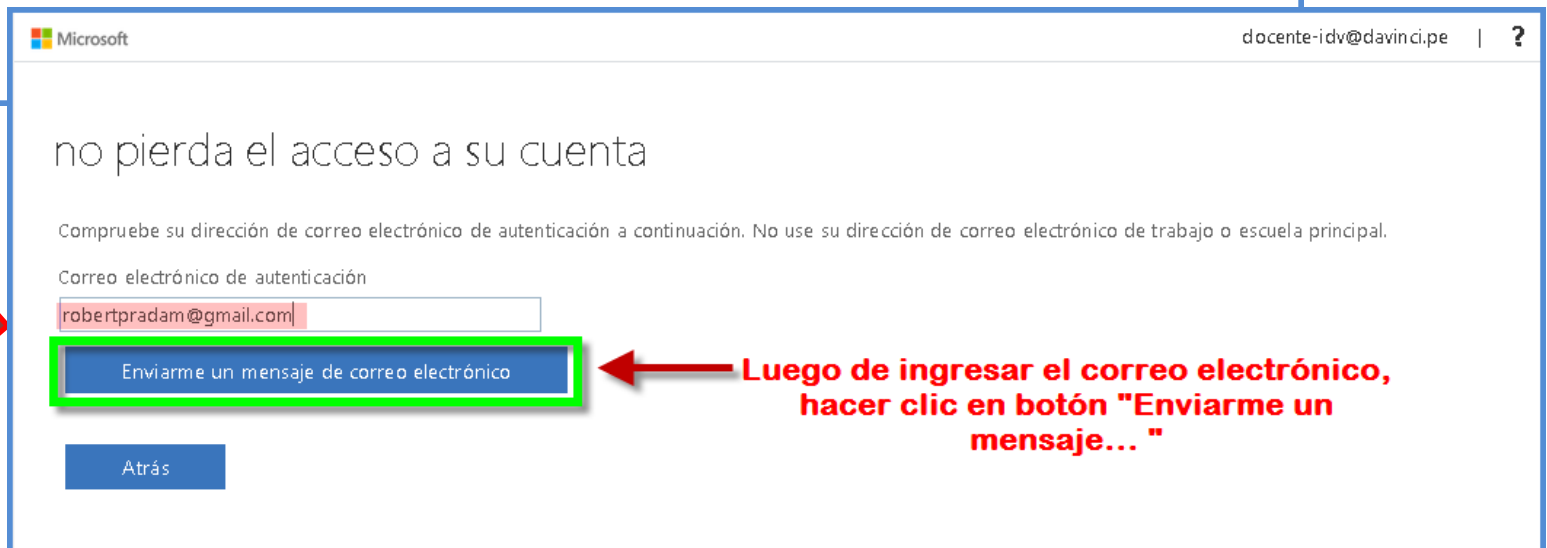 Microsoft
docente-idv@davinci.pe | ?
no pierda el acceso a su cuenta
Compruebe su dirección de correo electrónico de autenticación a continuación. No use su dirección de correo electrónico de trabajo o escuela principal.
Correo electrónico de autenticación
robertpradam@gmail.com
Enviarme un mensaje de correo electrónico
Luego de ingresar el correo electrónico,
hacer clic en botón "Enviarme un
mensaje... "
Atrás